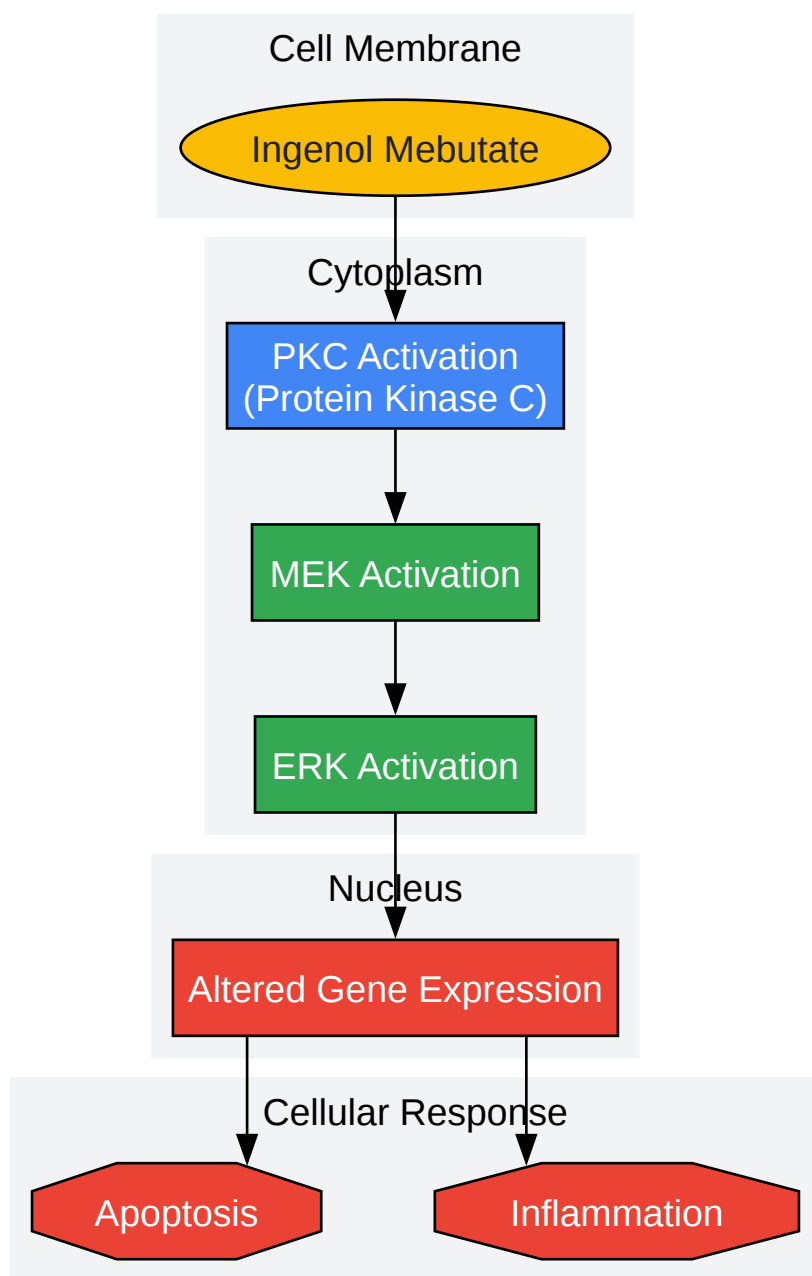 Cell Membrane
Ingenol Mebutate
Cytoplasm
PKC Activation
(Protein Kinase C)
MEK Activation
ERK Activation
Nucleus
Altered Gene Expression
Cellular Response
Apoptosis
Inflammation